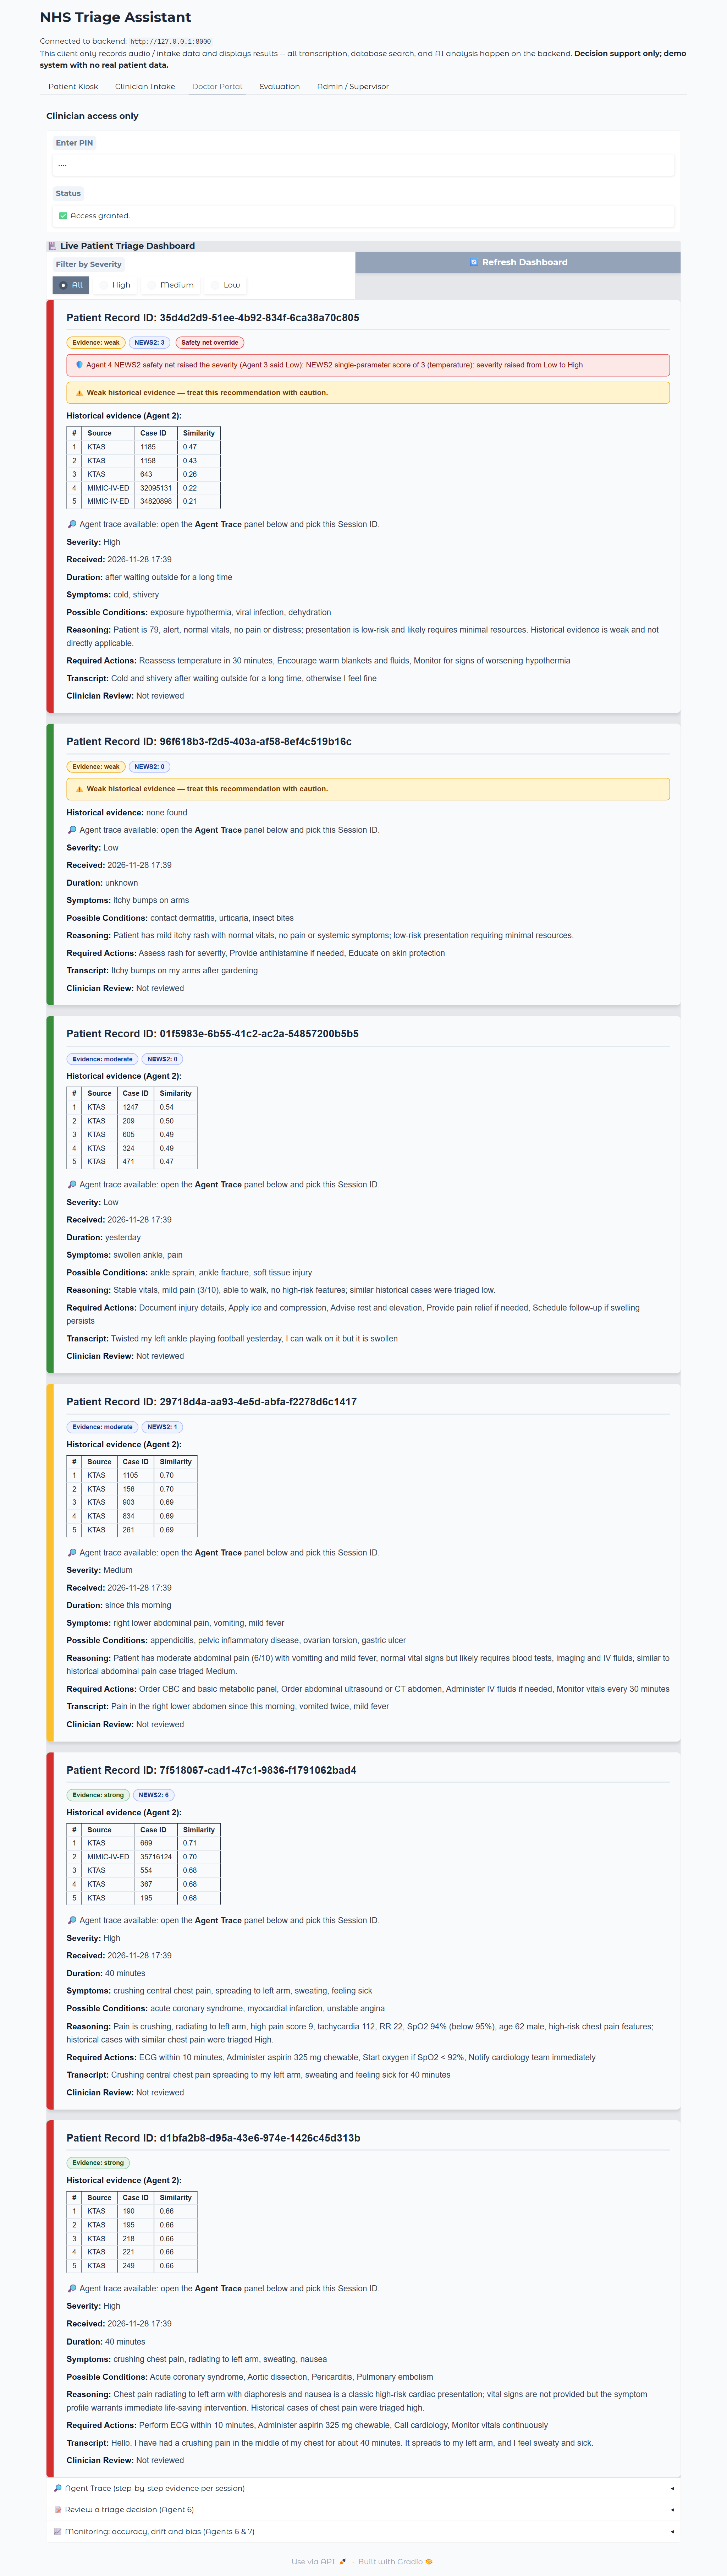 NHS Triage Assistant
Connected to backend: http://127.0.0.1:8000
This client only records audio / intake data and displays results -- all transcription, database search, and AI analysis happen on the backend. Decision support only; demo
system with no real patient data.
Patient Kiosk Clinician Intake Doctor Portal Evaluation Admin / Supervisor
Clinician access only
Enter PIN
....
Status
✅ Access granted.
Live Patient Triage Dashboard
Filter by Severity
All High Medium Low
Refresh Dashboard
Patient Record ID: 35d4d2d9-51ee-4b92-834f-6ca38a70c805
Evidence: weak NEWS2: 3 Safety net override
Agent 4 NEWS2 safety net raised the severity (Agent 3 said Low): NEWS2 single-parameter score of 3 (temperature): severity raised from Low to High
⚠️ Weak historical evidence — treat this recommendation with caution.
Historical evidence (Agent 2):
# Source Case ID Similarity
1 KTAS 1185 0.47
2 KTAS 1158 0.43
3 KTAS 643 0.26
4 MIMIC-IV-ED 32095131 0.22
5 MIMIC-IV-ED 34820898 0.21
🔎 Agent trace available: open the Agent Trace panel below and pick this Session ID.
Severity: High
Received: 2026-11-28 17:39
Duration: after waiting outside for a long time
Symptoms: cold, shivery
Possible Conditions: exposure hypothermia, viral infection, dehydration
Reasoning: Patient is 79, alert, normal vitals, no pain or distress; presentation is low-risk and likely requires minimal resources. Historical evidence is weak and not
directly applicable.
Required Actions: Reassess temperature in 30 minutes, Encourage warm blankets and fluids, Monitor for signs of worsening hypothermia
Transcript: Cold and shivery after waiting outside for a long time, otherwise I feel fine
Clinician Review: Not reviewed
Patient Record ID: 96f618b3-f2d5-403a-af58-8ef4c519b16c
Evidence: weak NEWS2: 0
⚠️ Weak historical evidence — treat this recommendation with caution.
Historical evidence: none found
🔎 Agent trace available: open the Agent Trace panel below and pick this Session ID.
Severity: Low
Received: 2026-11-28 17:39
Duration: unknown
Symptoms: itchy bumps on arms
Possible Conditions: contact dermatitis, urticaria, insect bites
Reasoning: Patient has mild itchy rash with normal vitals, no pain or systemic symptoms; low-risk presentation requiring minimal resources.
Required Actions: Assess rash for severity, Provide antihistamine if needed, Educate on skin protection
Transcript: Itchy bumps on my arms after gardening
Clinician Review: Not reviewed
Patient Record ID: 01f5983e-6b55-41c2-ac2a-54857200b5b5
Evidence: moderate NEWS2: 0
Historical evidence (Agent 2):
# Source Case ID Similarity
1 KTAS 1247 0.54
2 KTAS 209 0.50
3 KTAS 605 0.49
4 KTAS 324 0.49
5 KTAS 471 0.47
🔎 Agent trace available: open the Agent Trace panel below and pick this Session ID.
Severity: Low
Received: 2026-11-28 17:39
Duration: yesterday
Symptoms: swollen ankle, pain
Possible Conditions: ankle sprain, ankle fracture, soft tissue injury
Reasoning: Stable vitals, mild pain (3/10), able to walk, no high-risk features; similar historical cases were triaged low.
Required Actions: Document injury details, Apply ice and compression, Advise rest and elevation, Provide pain relief if needed, Schedule follow-up if swelling
persists
Transcript: Twisted my left ankle playing football yesterday, I can walk on it but it is swollen
Clinician Review: Not reviewed
Patient Record ID: 29718d4a-aa93-4e5d-abfa-f2278d6c1417
Evidence: moderate NEWS2: 1
Historical evidence (Agent 2):
# Source Case ID Similarity
1 KTAS 1105 0.70
2 KTAS 156 0.70
3 KTAS 903 0.69
4 KTAS 834 0.69
5 KTAS 261 0.69
🔎 Agent trace available: open the Agent Trace panel below and pick this Session ID.
Severity: Medium
Received: 2026-11-28 17:39
Duration: since this morning
Symptoms: right lower abdominal pain, vomiting, mild fever
Possible Conditions: appendicitis, pelvic inflammatory disease, ovarian torsion, gastric ulcer
Reasoning: Patient has moderate abdominal pain (6/10) with vomiting and mild fever, normal vital signs but likely requires blood tests, imaging and IV fluids; similar to
historical abdominal pain case triaged Medium.
Required Actions: Order CBC and basic metabolic panel, Order abdominal ultrasound or CT abdomen, Administer IV fluids if needed, Monitor vitals every 30 minutes
Transcript: Pain in the right lower abdomen since this morning, vomited twice, mild fever
Clinician Review: Not reviewed
Patient Record ID: 7f518067-cad1-47c1-9836-f1791062bad4
Evidence: strong NEWS2: 6
Historical evidence (Agent 2):
# Source Case ID Similarity
1 KTAS 669 0.71
2 MIMIC-IV-ED 35716124 0.70
3 KTAS 554 0.68
4 KTAS 367 0.68
5 KTAS 195 0.68
🔎 Agent trace available: open the Agent Trace panel below and pick this Session ID.
Severity: High
Received: 2026-11-28 17:39
Duration: 40 minutes
Symptoms: crushing central chest pain, spreading to left arm, sweating, feeling sick
Possible Conditions: acute coronary syndrome, myocardial infarction, unstable angina
Reasoning: Pain is crushing, radiating to left arm, high pain score 9, tachycardia 112, RR 22, SpO2 94% (below 95%), age 62 male, high-risk chest pain features;
historical cases with similar chest pain were triaged High.
Required Actions: ECG within 10 minutes, Administer aspirin 325 mg chewable, Start oxygen if SpO2 < 92%, Notify cardiology team immediately
Transcript: Crushing central chest pain spreading to my left arm, sweating and feeling sick for 40 minutes
Clinician Review: Not reviewed
Patient Record ID: d1bfa2b8-d95a-43e6-974e-1426c45d313b
Evidence: strong
Historical evidence (Agent 2):
# Source Case ID Similarity
1 KTAS 190 0.66
2 KTAS 195 0.66
3 KTAS 218 0.66
4 KTAS 221 0.66
5 KTAS 249 0.66
🔎 Agent trace available: open the Agent Trace panel below and pick this Session ID.
Severity: High
Received: 2026-11-28 17:39
Duration: 40 minutes
Symptoms: crushing chest pain, radiating to left arm, sweating, nausea
Possible Conditions: Acute coronary syndrome, Aortic dissection, Pericarditis, Pulmonary embolism
Reasoning: Chest pain radiating to left arm with diaphoresis and nausea is a classic high-risk cardiac presentation; vital signs are not provided but the symptom
profile warrants immediate life-saving intervention. Historical cases of chest pain were triaged high.
Required Actions: Perform ECG within 10 minutes, Administer aspirin 325 mg chewable, Call cardiology, Monitor vitals continuously
Transcript: Hello. I have had a crushing pain in the middle of my chest for about 40 minutes. It spreads to my left arm, and I feel sweaty and sick.
Clinician Review: Not reviewed
🔎 Agent Trace (step-by-step evidence per session)
Review a triage decision (Agent 6)
Monitoring: accuracy, drift and bias (Agents 6 & 7)
Use via API · Built with Gradio